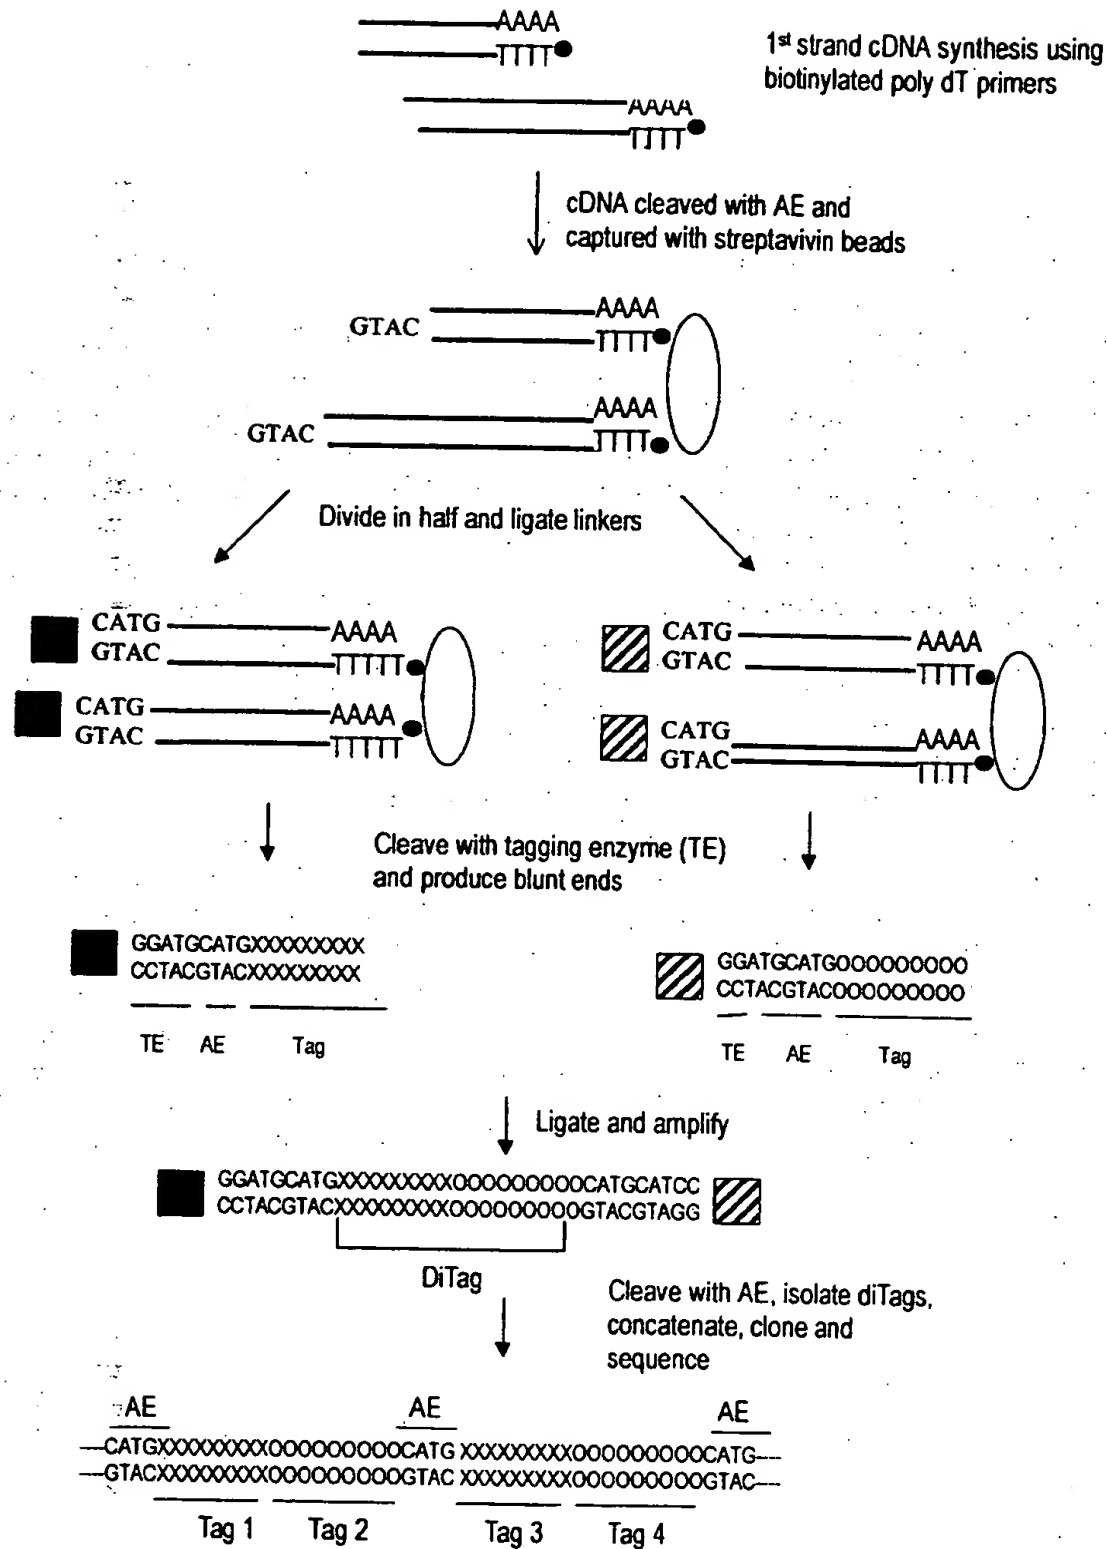 AAAA
TTTT
1st strand cDNA synthesis using
biotinylated poly dT primers
AAAA
TTTT
cDNA cleaved with AE and
captured with streptavivin beads
AAAA
GTAC
TTTT
AAAA
GTAC
TTTT
Divide in half and ligate linkers
CATG AAAA
GTAC TTTTT
CATG AAAA
GTAC TTTTT
CATG AAAA
GTAC TTTT
CATG AAAA
GTAC TTTT
Cleave with tagging enzyme (TE)
and produce blunt ends
GGATGCATGXXXXXXXXX
CCTACGTACXXXXXXXXX
TE AE Tag
GGATGCATGOOOOOOOOO
CCTACGTACOOOOOOOOO
TE AE Tag
Ligate and amplify
GGATGCATGXXXXXXXXXOOOOOOOOOCATGCATCC
CCTACGTACXXXXXXXXXOOOOOOOOOGTACGTAGG
DiTag
Cleave with AE, isolate diTags,
concatenate, clone and
sequence
AE AE AE
---CATGXXXXXXXXXOOOOOOOOOCATG XXXXXXXXXOOOOOOOOOCATG---
---GTACXXXXXXXXXOOOOOOOOOGTAC XXXXXXXXXOOOOOOOOOGTAC---
Tag 1 Tag 2 Tag 3 Tag 4